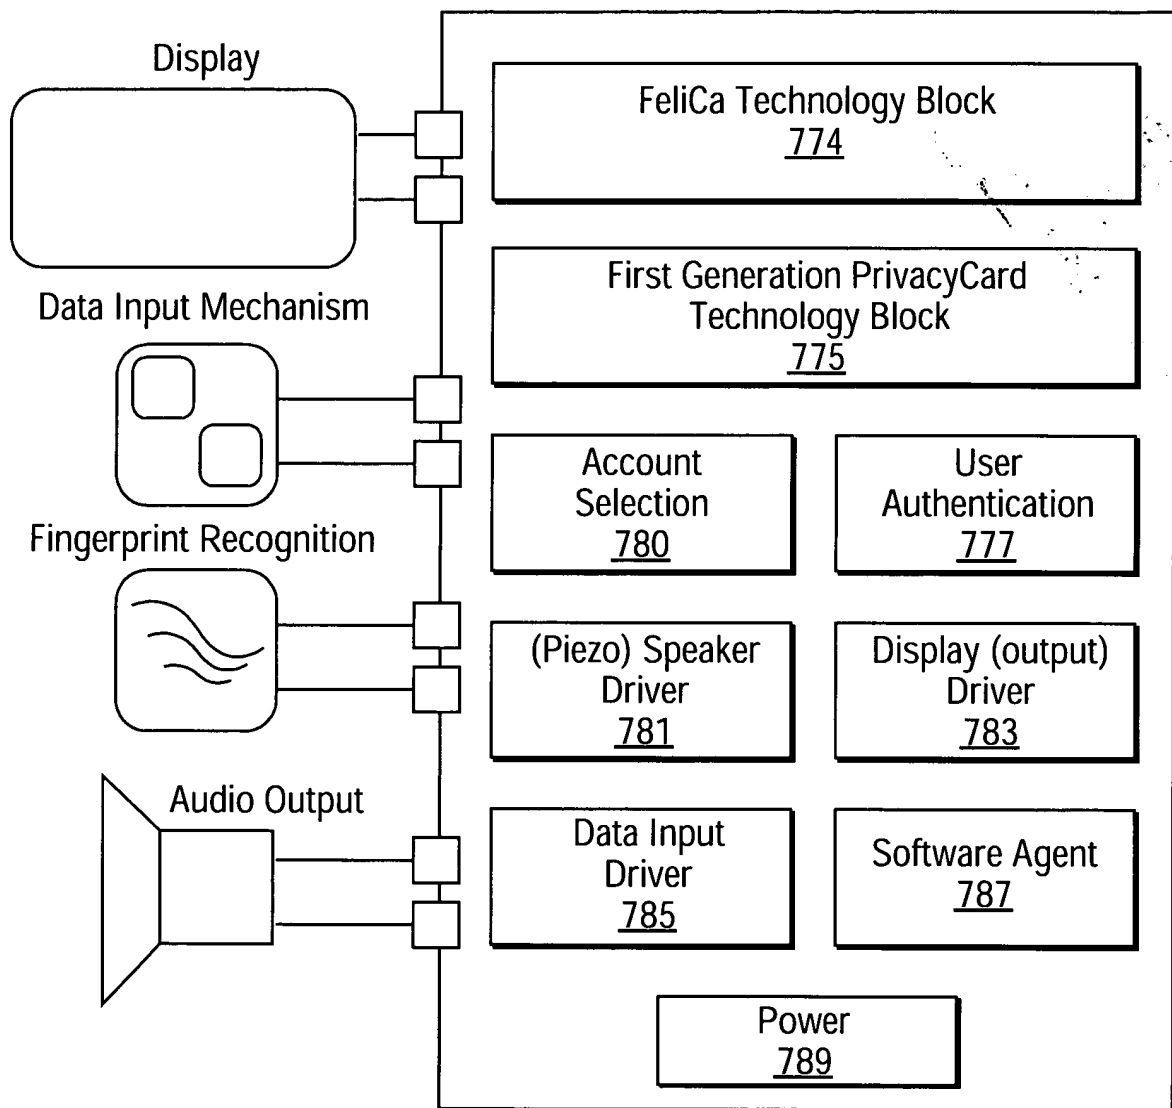 Display
FeliCa Technology Block
774
First Generation PrivacyCard
Technology Block
775
Data Input Mechanism
Account
Selection
780
User
Authentication
777
Fingerprint Recognition
(Piezo) Speaker
Driver
781
Display (output)
Driver
783
Audio Output
Data Input
Driver
785
Software Agent
787
Power
789